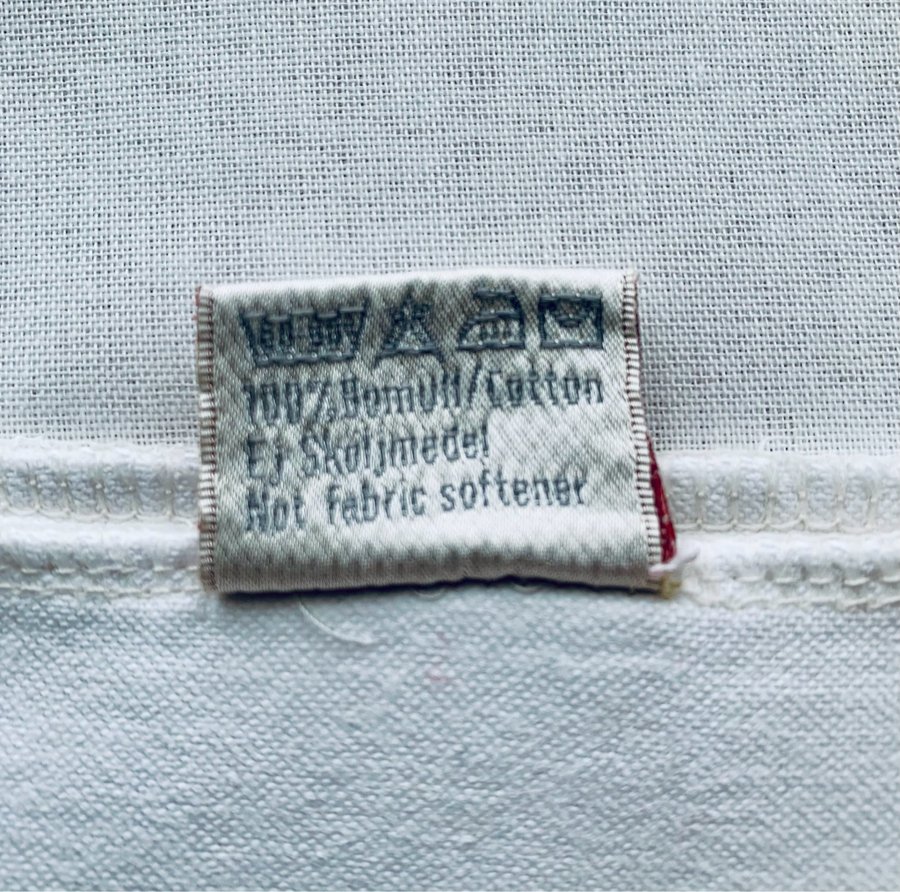 100% Bomull/Cotton
Ej Sköljmedel
Not fabric softener